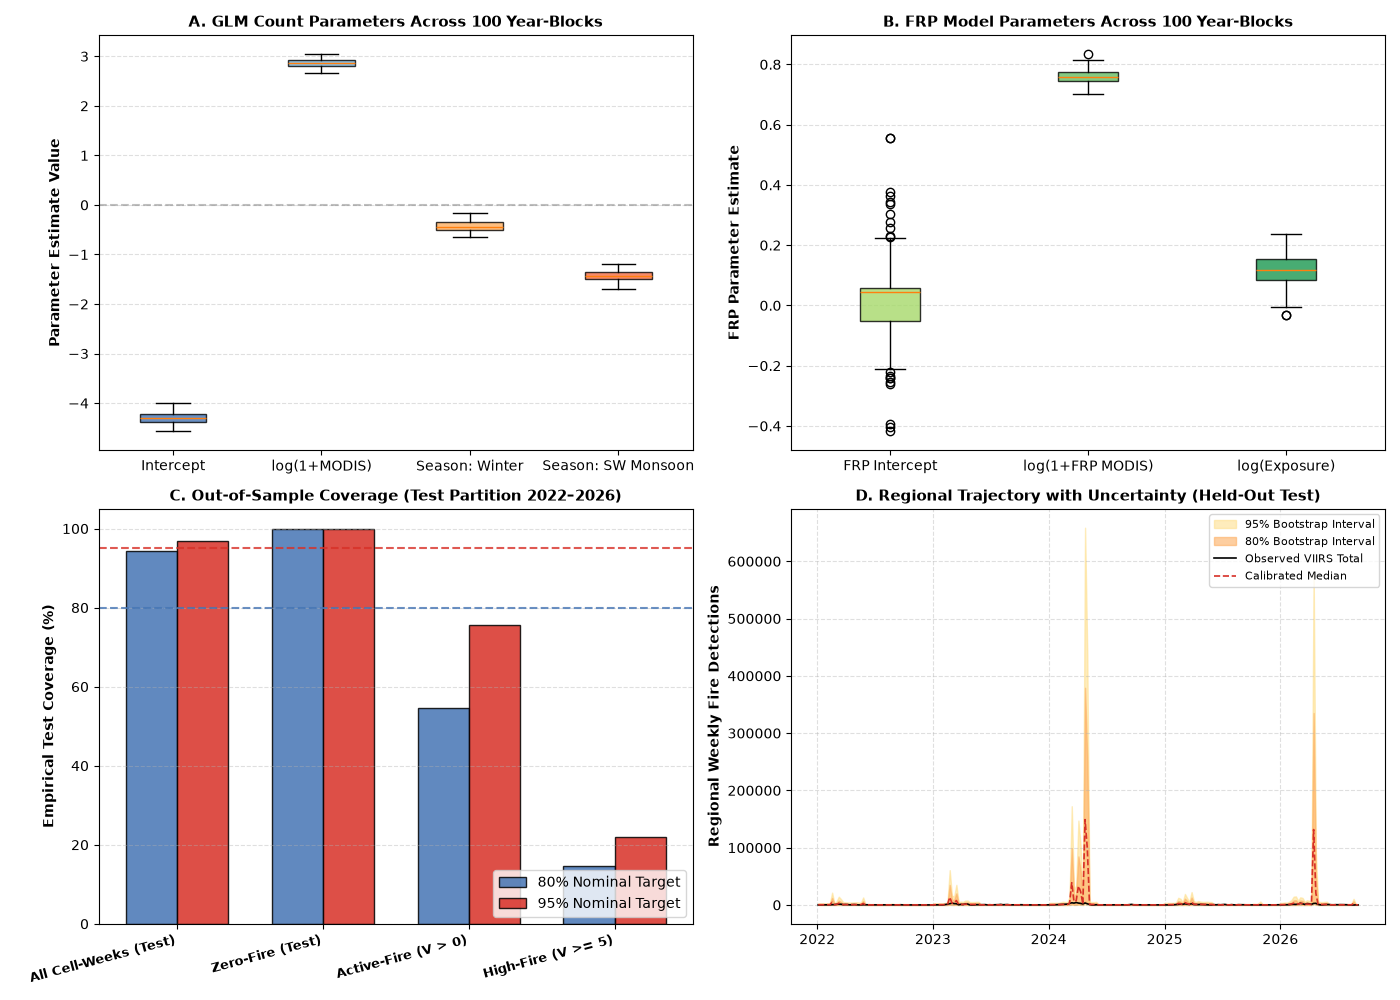 A. GLM Count Parameters Across 100 Year-Blocks
Parameter Estimate Value
3
2
1
0
−1
−2
−3
−4
Intercept
log(1+MODIS)
Season: Winter
Season: SW Monsoon
B. FRP Model Parameters Across 100 Year-Blocks
FRP Parameter Estimate
0.8
0.6
0.4
0.2
0.0
−0.2
−0.4
FRP Intercept
log(1+FRP MODIS)
log(Exposure)
C. Out-of-Sample Coverage (Test Partition 2022–2026)
Empirical Test Coverage (%)
100
80
60
40
20
0
80% Nominal Target
95% Nominal Target
All Cell-Weeks (Test)
Zero-Fire (Test)
Active-Fire (V > 0)
High-Fire (V >= 5)
D. Regional Trajectory with Uncertainty (Held-Out Test)
Regional Weekly Fire Detections
95% Bootstrap Interval
80% Bootstrap Interval
Observed VIIRS Total
Calibrated Median
600000
500000
400000
300000
200000
100000
0
2022
2023
2024
2025
2026